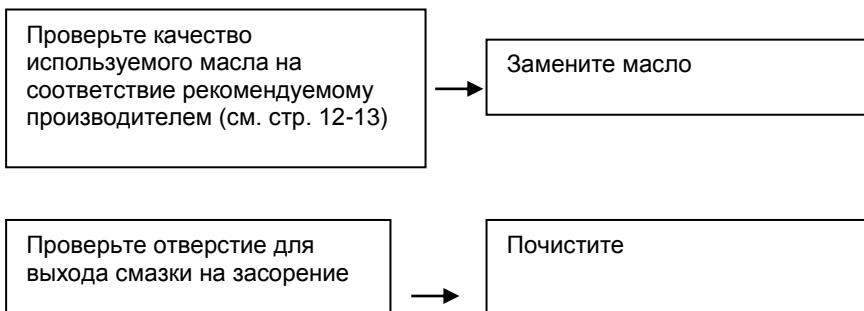 Проверьте качество
используемого масла на
соответствие рекомендуемому
производителем (см. стр. 12-13)
Замените масло
Проверьте отверстие для
выхода смазки на засорение
Почистите